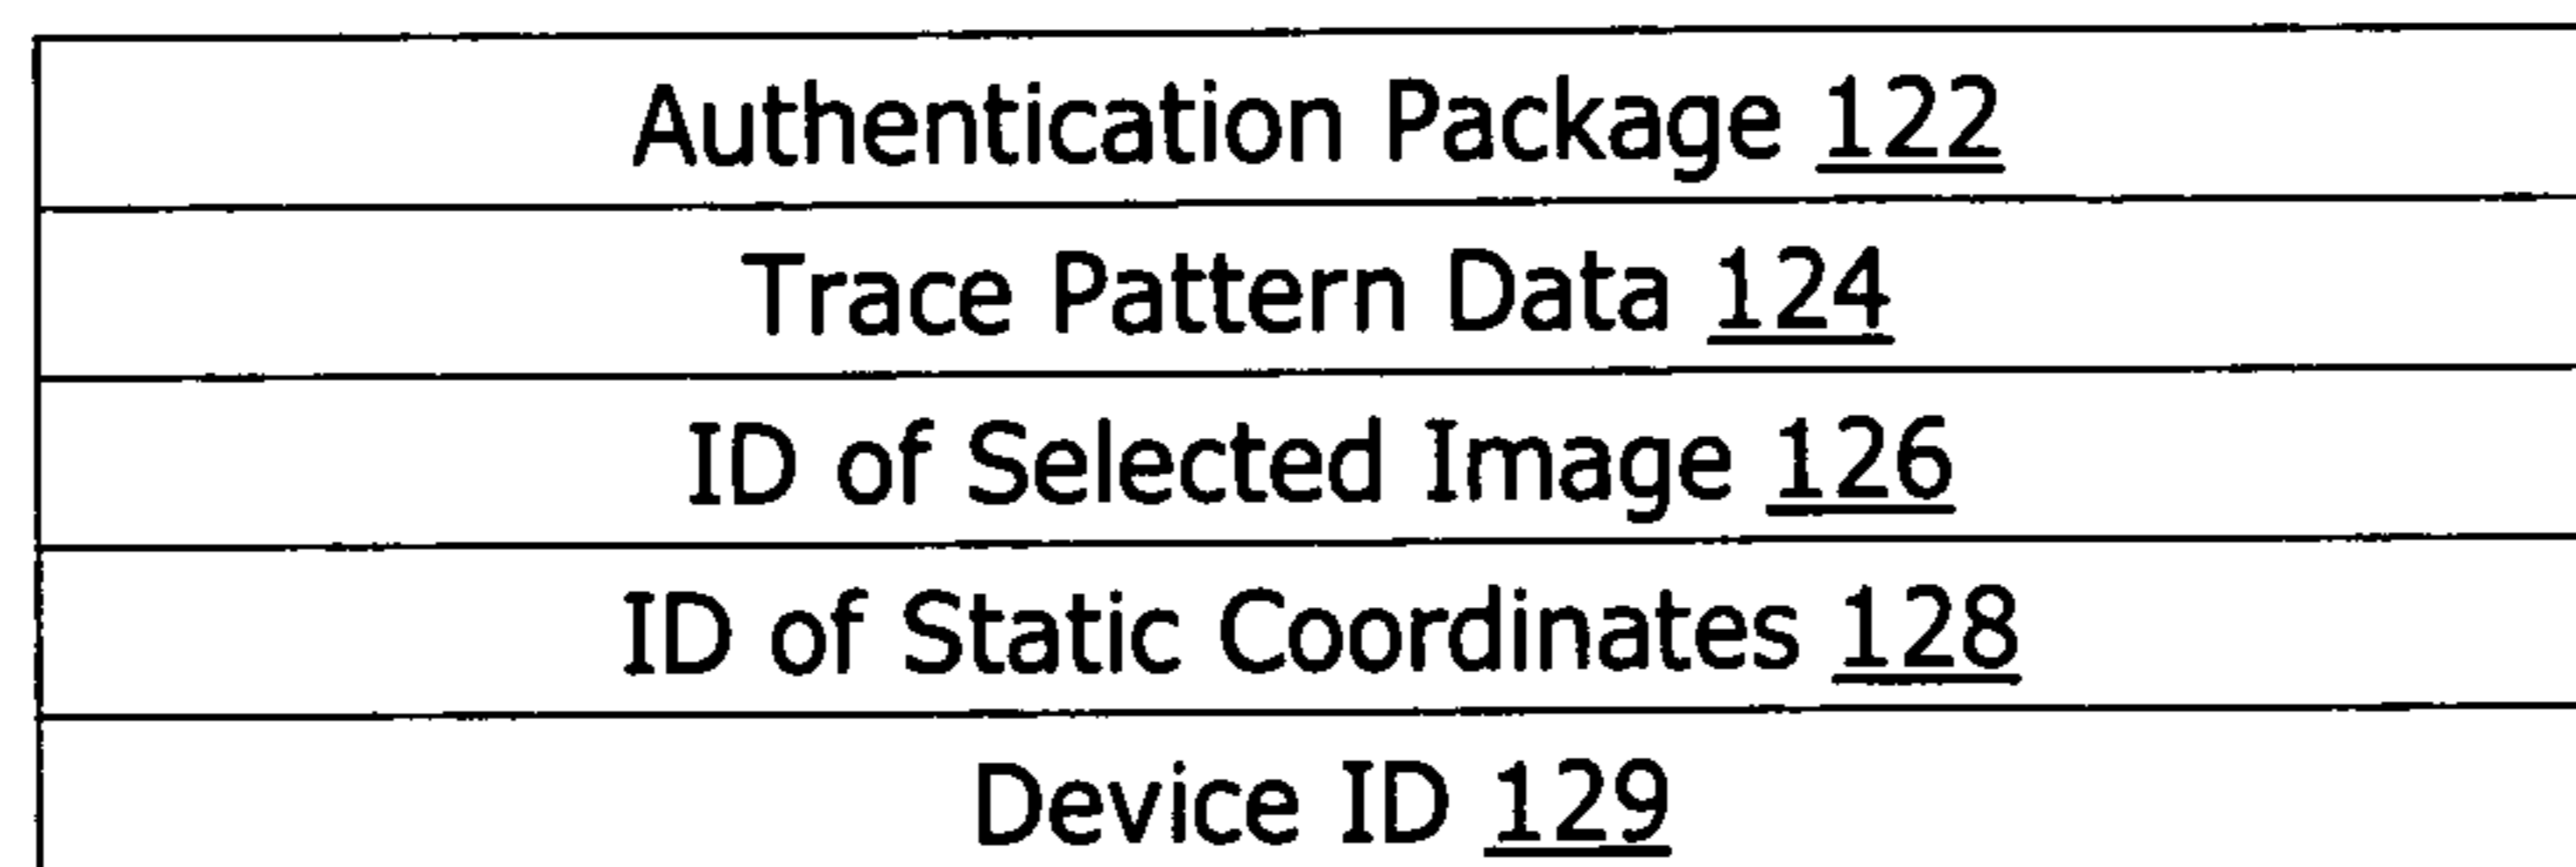 Authentication Package 122
Trace Pattern Data 124
ID of Selected Image 126
ID of Static Coordinates 128
Device ID 129